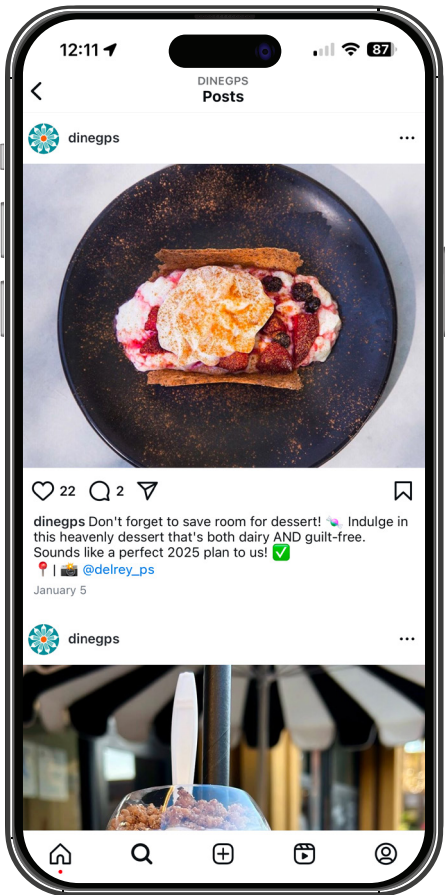 12:11
87
DINEGPS
Posts
dinegps
22
2
dinegps Don't forget to save room for dessert! 🍬 Indulge in
this heavenly dessert that's both dairy AND guilt-free.
Sounds like a perfect 2025 plan to us! ✅
📍| 📸 @delrey_ps
January 5
dinegps